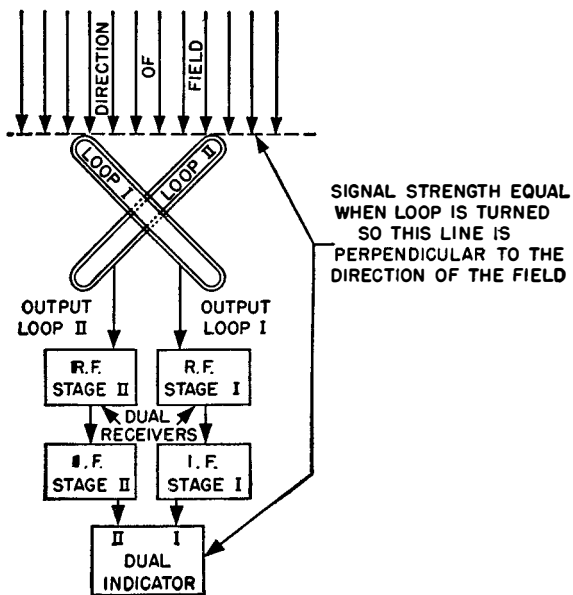 DIRECTION
OF
FIELD
LOOP I
LOOP II
SIGNAL STRENGTH EQUAL
WHEN LOOP IS TURNED
SO THIS LINE IS
PERPENDICULAR TO THE
DIRECTION OF THE FIELD
OUTPUT
LOOP II
OUTPUT
LOOP I
R.F.
STAGE II
R.F.
STAGE I
DUAL
RECEIVERS
I.F.
STAGE II
I.F.
STAGE I
II I
DUAL
INDICATOR